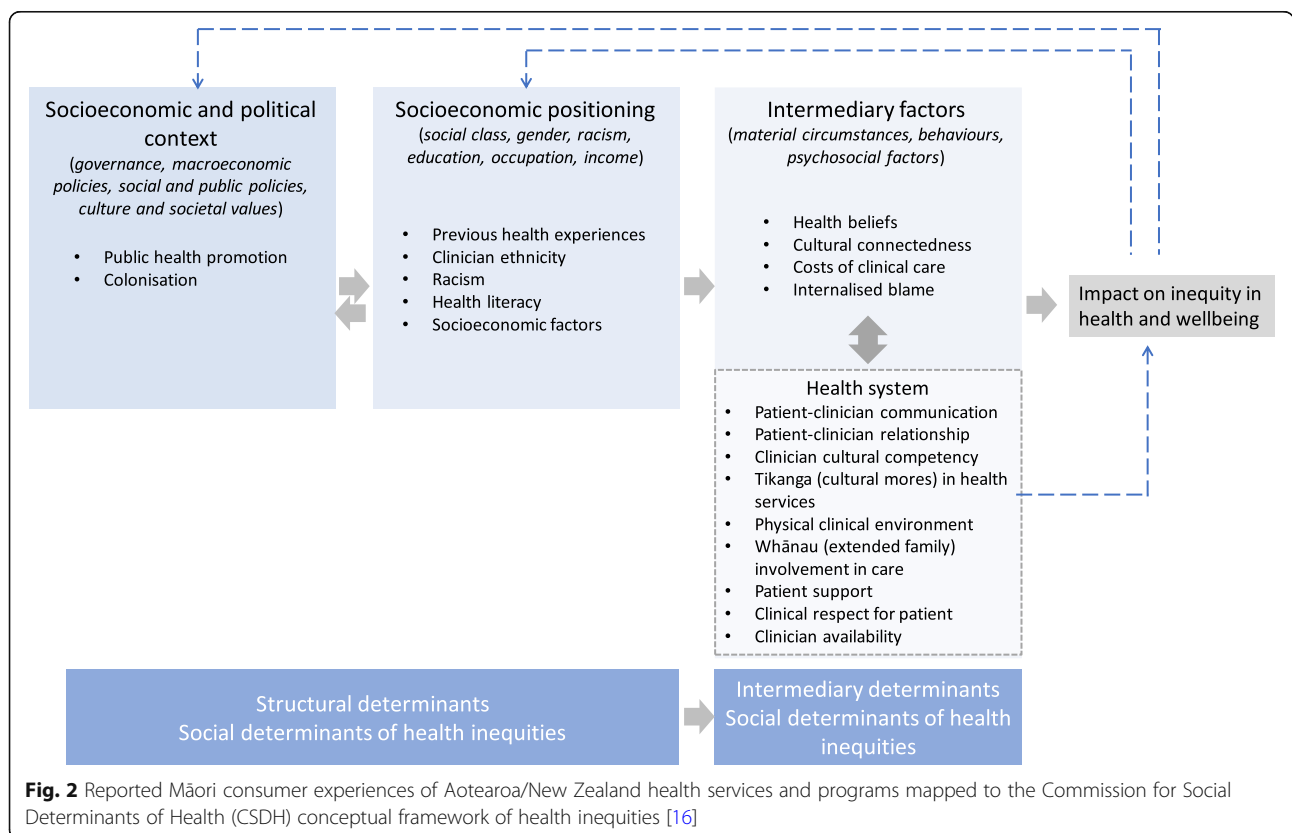 Socioeconomic and political
context
(governance, macroeconomic
policies, social and public policies,
culture and societal values)
• Public health promotion
• Colonisation
Socioeconomic positioning
(social class, gender, racism,
education, occupation, income)
• Previous health experiences
• Clinician ethnicity
• Racism
• Health literacy
• Socioeconomic factors
Intermediary factors
(material circumstances, behaviours,
psychosocial factors)
• Health beliefs
• Cultural connectedness
• Costs of clinical care
• Internalised blame
Health system
• Patient-clinician communication
• Patient-clinician relationship
• Clinician cultural competency
• Tikanga (cultural mores) in health
services
• Physical clinical environment
• Whānau (extended family)
involvement in care
• Patient support
• Clinical respect for patient
• Clinician availability
Impact on inequity in
health and wellbeing
Structural determinants
Social determinants of health inequities
Intermediary determinants
Social determinants of health
inequities
Fig. 2 Reported Māori consumer experiences of Aotearoa/New Zealand health services and programs mapped to the Commission for Social
Determinants of Health (CSDH) conceptual framework of health inequities [16]